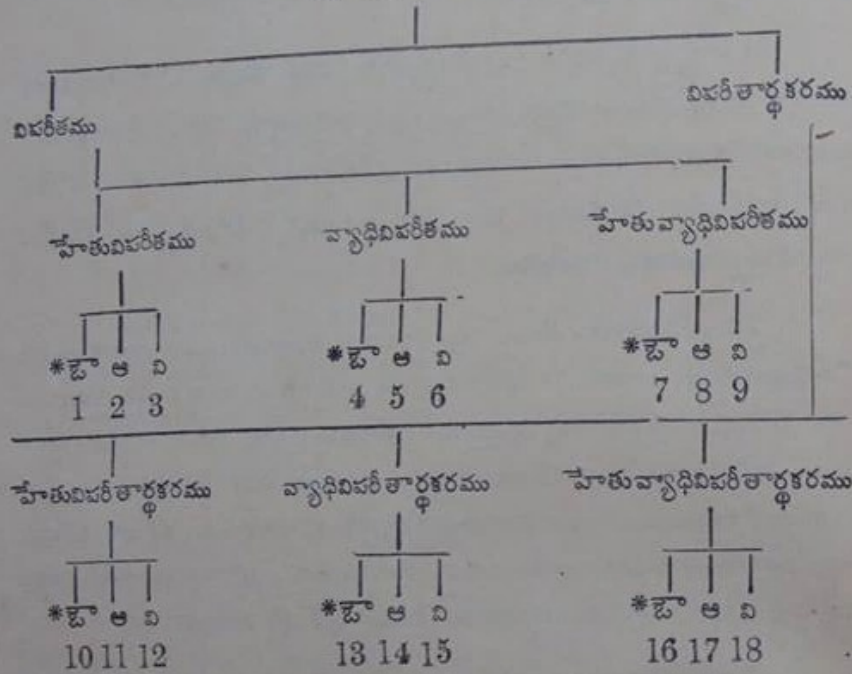 విపరీతార్థకరము
విపరీతము
హేతువిపరీతము వ్యాధివిపరీతము హేతువ్యాధివిపరీతము
*ఔ ఆ వి *ఔ ఆ వి *ఔ ఆ వి
1 2 3 4 5 6 7 8 9
హేతువిపరీతార్థకరము వ్యాధివిపరీతార్థకరము హేతువ్యాధివిపరీతార్థకరము
*ఔ ఆ వి *ఔ ఆ వి *ఔ ఆ వి
10 11 12 13 14 15 16 17 18